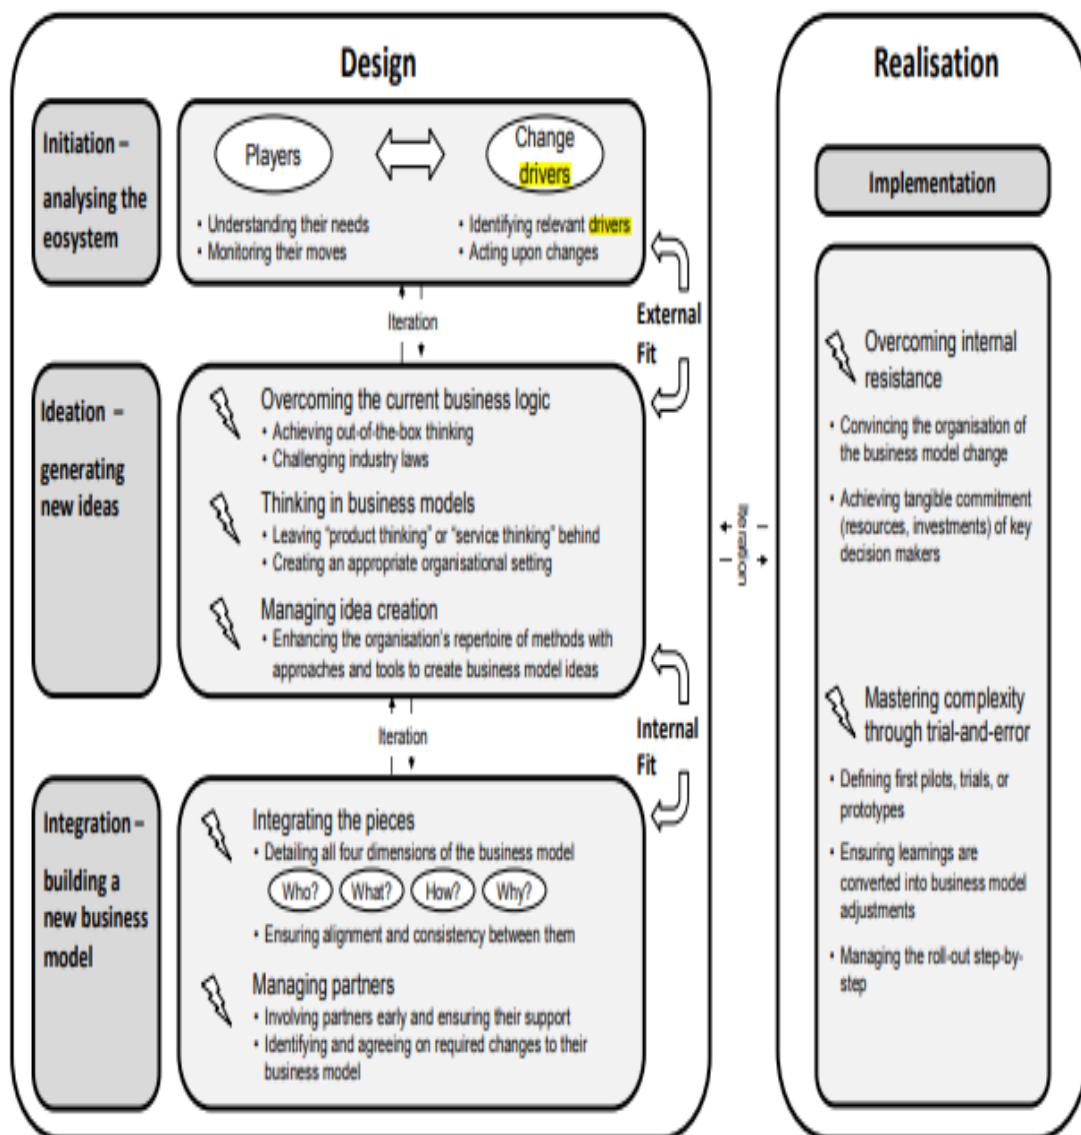 Design
Initiation –
analysing the
eosystem
Players
Change
drivers
• Understanding their needs
• Monitoring their moves
• Identifying relevant drivers
• Acting upon changes
Iteration
External
Fit
Ideation –
generating
new ideas
Overcoming the current business logic
• Achieving out-of-the-box thinking
• Challenging industry laws
Thinking in business models
• Leaving “product thinking” or “service thinking” behind
• Creating an appropriate organisational setting
Managing idea creation
• Enhancing the organisation’s repertoire of methods with
approaches and tools to create business model ideas
Iteration
Internal
Fit
Integration –
building a
new business
model
Integrating the pieces
• Detailing all four dimensions of the business model
Who?
What?
How?
Why?
• Ensuring alignment and consistency between them
Managing partners
• Involving partners early and ensuring their support
• Identifying and agreeing on required changes to their
business model
Iteration
Realisation
Implementation
Overcoming internal
resistance
• Convincing the organisation of
the business model change
• Achieving tangible commitment
(resources, investments) of key
decision makers
Mastering complexity
through trial-and-error
• Defining first pilots, trials, or
prototypes
• Ensuring learnings are
converted into business model
adjustments
• Managing the roll-out step-by-
step